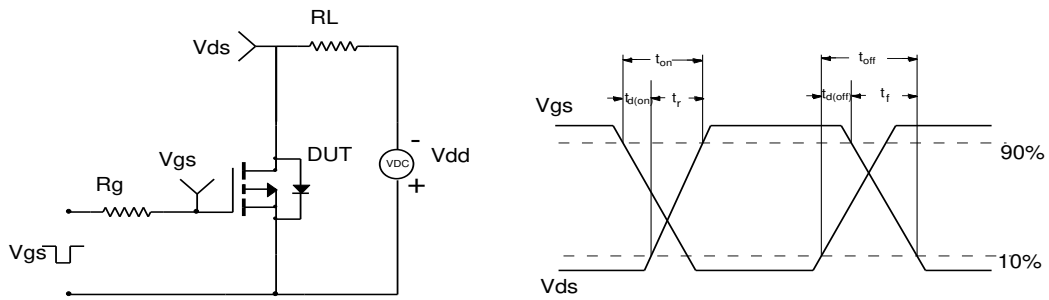 RL
Vds
DUT
-
VDC
Vdd
+
Vgs
Rg
Vgs
ton
toff
td(on)
tr
td(off)
tf
Vgs
90%
10%
Vds